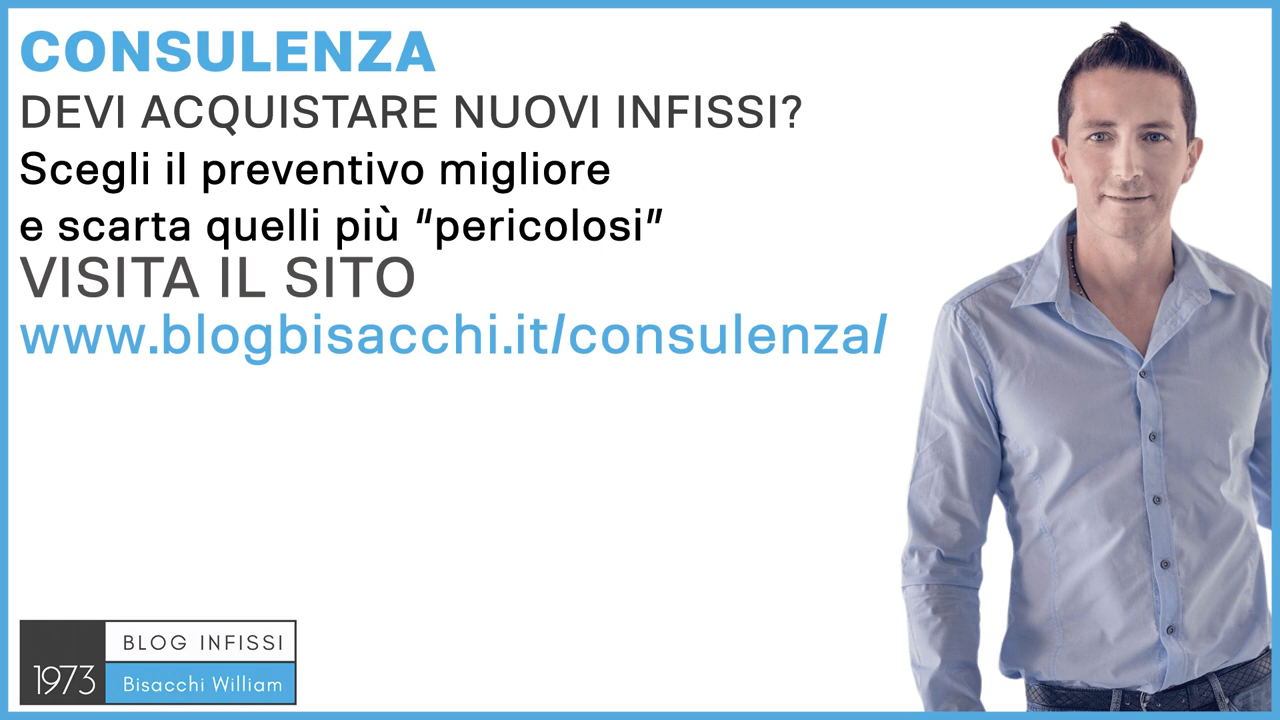 CONSULENZA
DEVI ACQUISTARE NUOVI INFISSI?
Scegli il preventivo migliore
e scarta quelli più “pericolosi”
VISITA IL SITO
www.blogbisacchi.it/consulenza/
1973
BLOG INFISSI
Bisacchi William